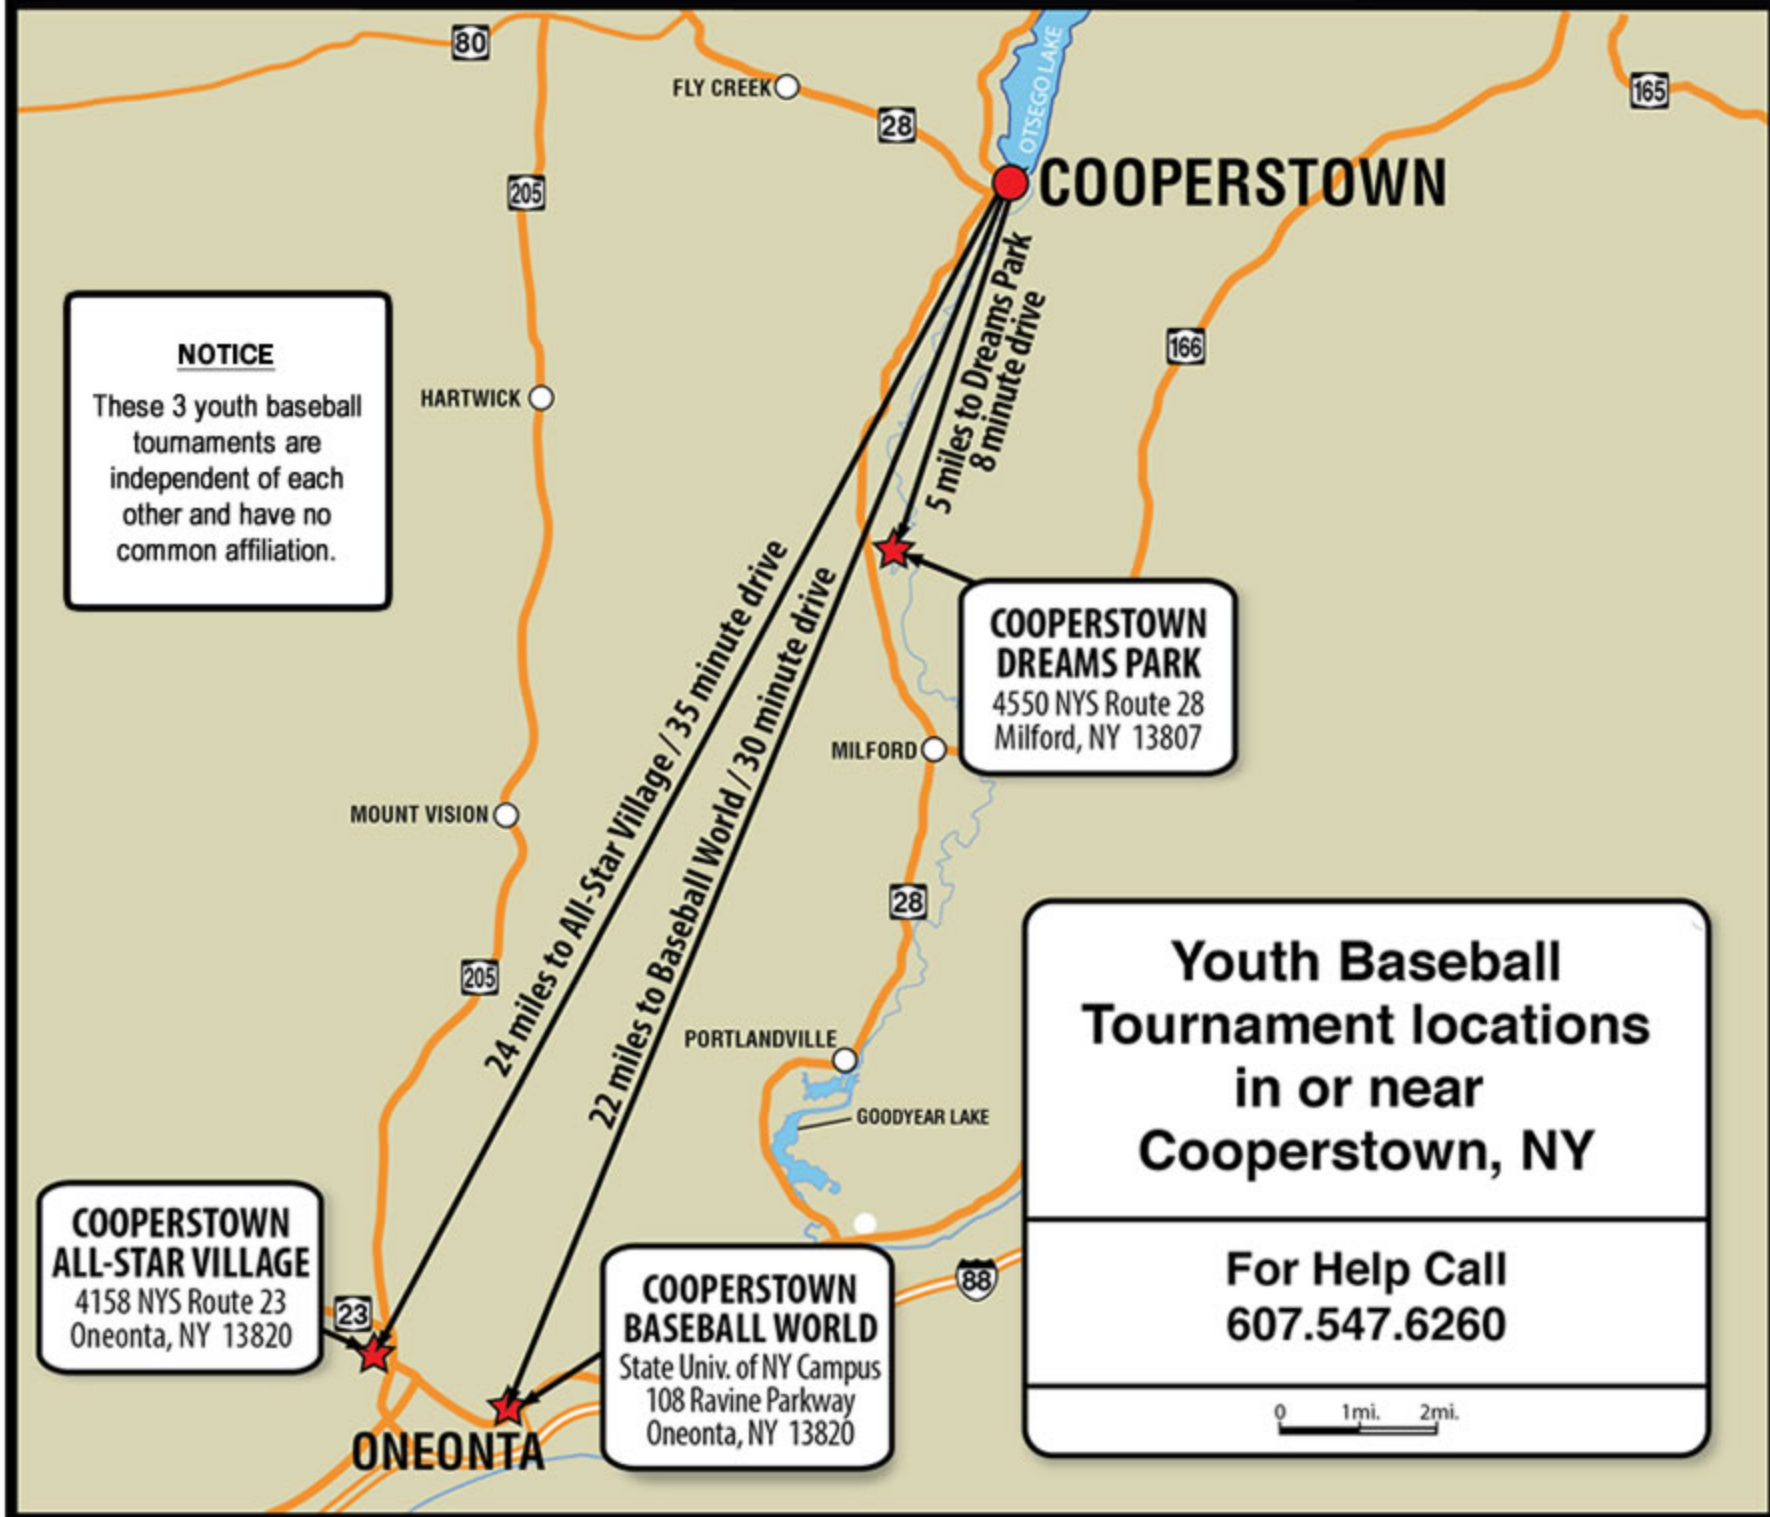 80
FLY CREEK
28
OTSEGO LAKE
165
COOPERSTOWN
205
5 miles to Dreams Park
8 minute drive
166
NOTICE
These 3 youth baseball
tournaments are
independent of each
other and have no
common affiliation.
HARTWICK
24 miles to All-Star Village / 35 minute drive
22 miles to Baseball World / 30 minute drive
COOPERSTOWN
DREAMS PARK
4550 NYS Route 28
Milford, NY 13807
MILFORD
MOUNT VISION
28
205
PORTLANDVILLE
GOODYEAR LAKE
Youth Baseball
Tournament locations
in or near
Cooperstown, NY
For Help Call
607.547.6260
0 1mi. 2mi.
COOPERSTOWN
ALL-STAR VILLAGE
4158 NYS Route 23
Oneonta, NY 13820
23
88
COOPERSTOWN
BASEBALL WORLD
State Univ. of NY Campus
108 Ravine Parkway
Oneonta, NY 13820
ONEONTA